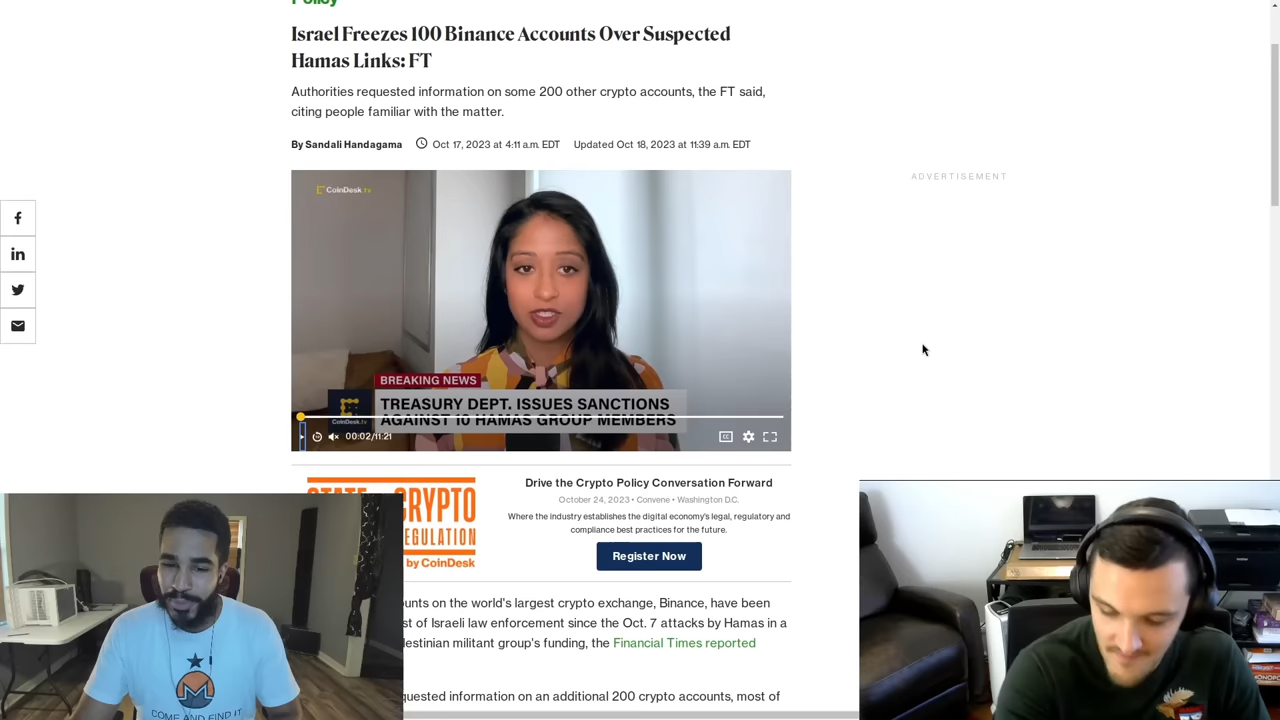 Policy
Israel Freezes 100 Binance Accounts Over Suspected
Hamas Links: FT
Authorities requested information on some 200 other crypto accounts, the FT said,
citing people familiar with the matter.
By Sandali Handagama
Oct 17, 2023 at 4:11 a.m. EDT
Updated Oct 18, 2023 at 11:39 a.m. EDT
ADVERTISEMENT
CoinDesk TV
BREAKING NEWS
TREASURY DEPT. ISSUES SANCTIONS
AGAINST 10 HAMAS GROUP MEMBERS
CoinDesk
00:02/11:21
CC
CRYPTO
EGULATION
by CoinDesk
Drive the Crypto Policy Conversation Forward
October 24, 2023 • Convene • Washington D.C.
Where the industry establishes the digital economy's legal, regulatory and
compliance best practices for the future.
Register Now
ounts on the world's largest crypto exchange, Binance, have been
st of Israeli law enforcement since the Oct. 7 attacks by Hamas in a
lestinian militant group's funding, the Financial Times reported
quested information on an additional 200 crypto accounts, most of
COME AND FIND IT
MONOPO